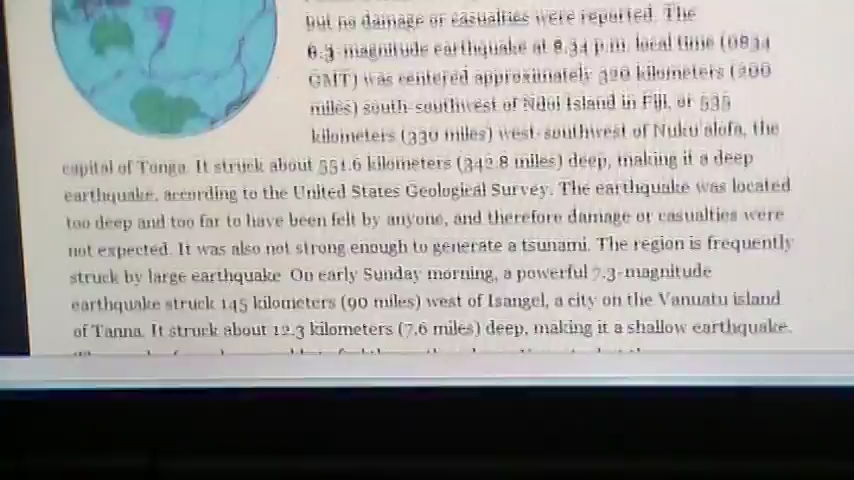 but no damage or casualties were reported. The
6.3-magnitude earthquake at 8.34 p.m. local time (0834
GMT) was centered approximately 320 kilometers (200
miles) south-southwest of Ndoi Island in Fiji, or 535
kilometers (330 miles) west-southwest of Nuku'alofa, the
capital of Tonga. It struck about 551.6 kilometers (342.8 miles) deep, making it a deep
earthquake, according to the United States Geological Survey. The earthquake was located
too deep and too far to have been felt by anyone, and therefore damage or casualties were
not expected. It was also not strong enough to generate a tsunami. The region is frequently
struck by large earthquake On early Sunday morning, a powerful 7.3-magnitude
earthquake struck 145 kilometers (90 miles) west of Isangel, a city on the Vanuatu island
of Tanna. It struck about 12.3 kilometers (7.6 miles) deep, making it a shallow earthquake.